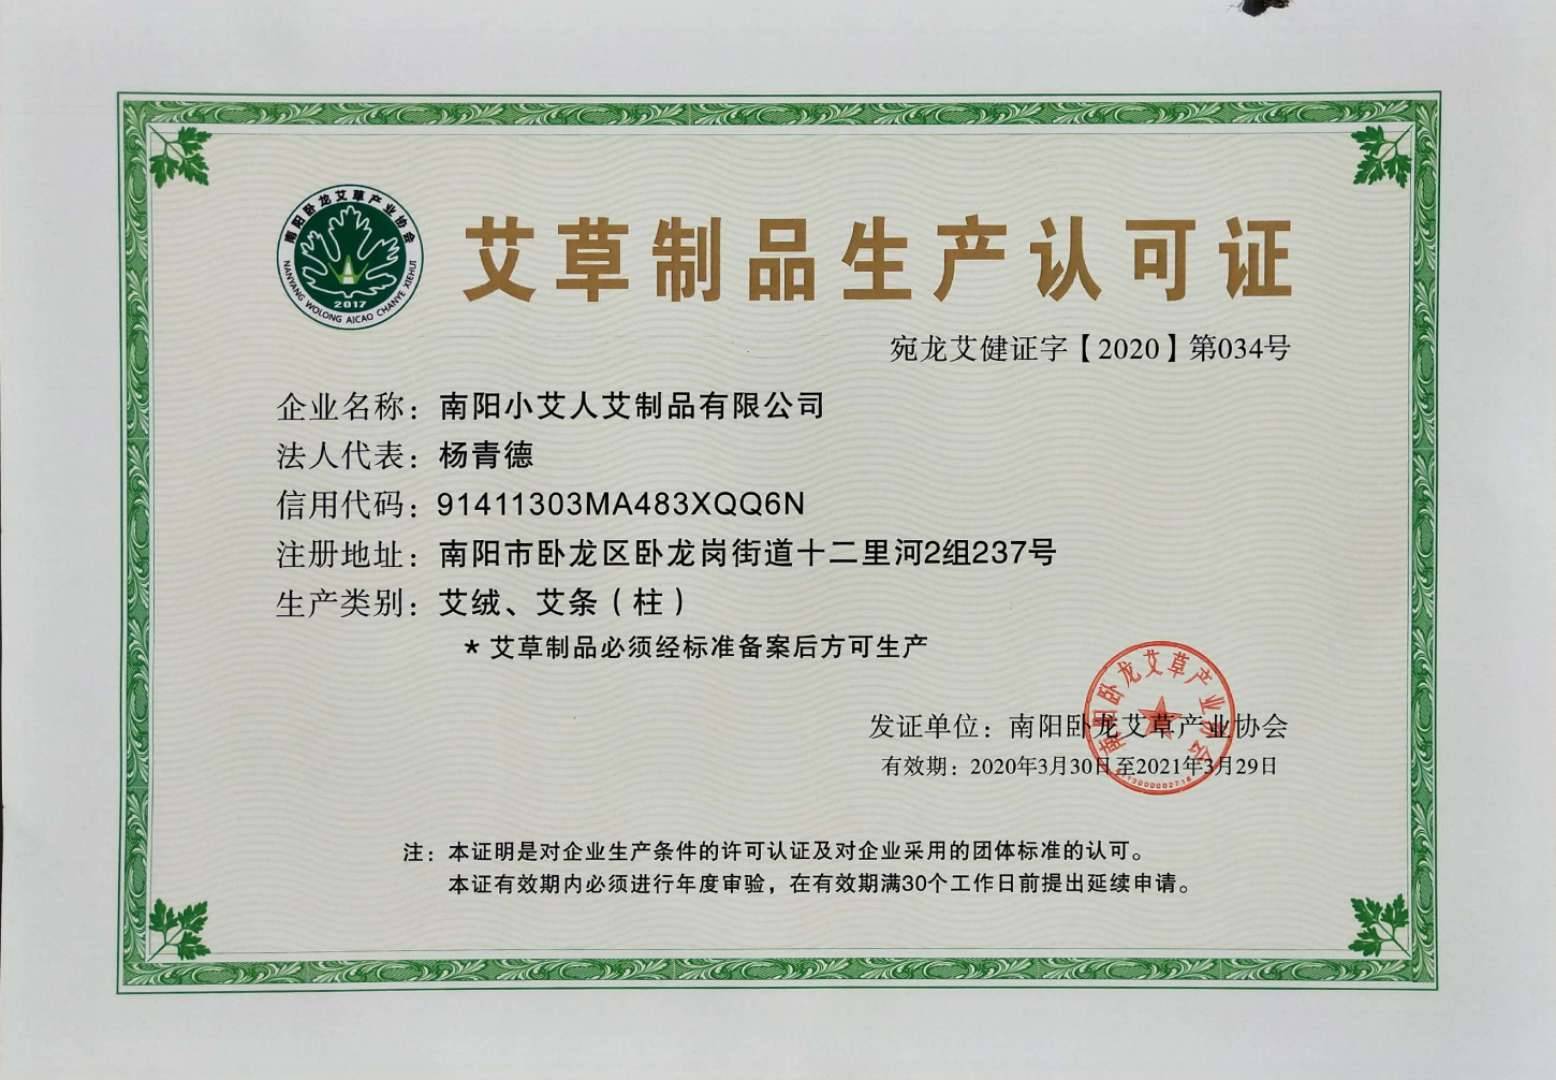 南阳卧龙艾草产业协会
NANYANG WOLONG AICAO CHANYE XIEHUI
2017
艾草制品生产认可证
宛龙艾健证字【2020】第034号
企业名称：南阳小艾人艾制品有限公司
法人代表：杨青德
信用代码：91411303MA483XQQ6N
注册地址：南阳市卧龙区卧龙岗街道十二里河2组237号
生产类别：艾绒、艾条（柱）
* 艾草制品必须经标准备案后方可生产
发证单位：南阳卧龙艾草产业协会
有效期：2020年3月30日至2021年3月29日
南阳卧龙艾草产业协会
注：本证明是对企业生产条件的许可认证及对企业采用的团体标准的认可。
本证有效期内必须进行年度审验，在有效期满30个工作日前提出延续申请。